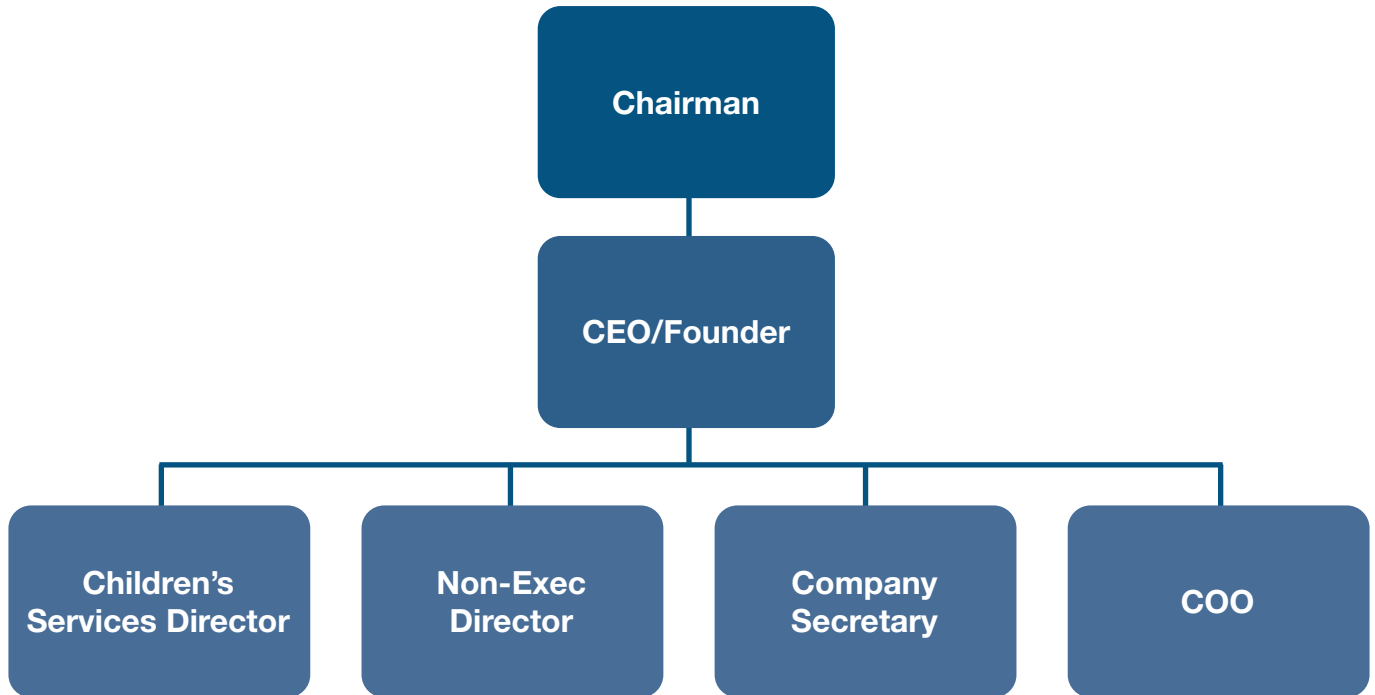 Chairman
CEO/Founder
Children’s
Services Director
Non-Exec
Director
Company
Secretary
COO